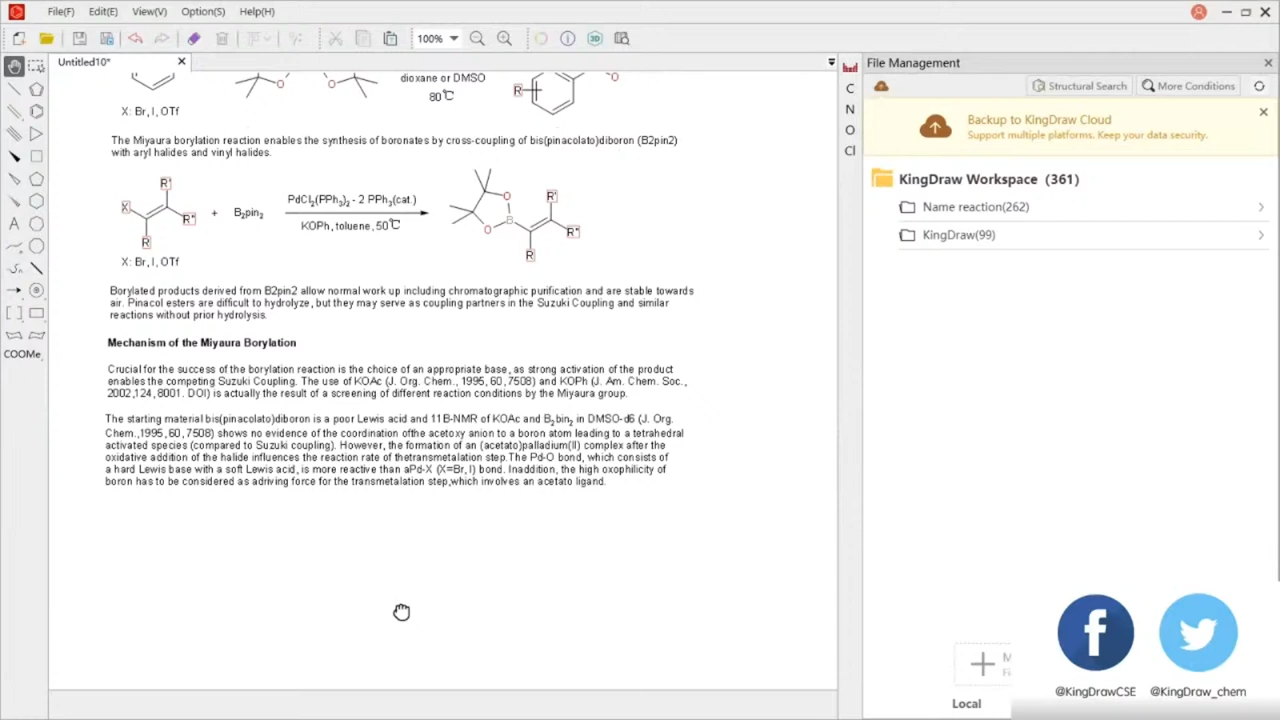 File(F) Edit(E) View(V) Option(S) Help(H)
100%
Untitled10*
File Management
Structural Search More Conditions
Backup to KingDraw Cloud
Support multiple platforms. Keep your data security.
KingDraw Workspace (361)
Name reaction(262)
KingDraw(99)
C
N
O
Cl
COOMe
3D
A
O O dioxane or DMSO R O
80℃
X: Br, I, OTf
The Miyaura borylation reaction enables the synthesis of boronates by cross-coupling of bis(pinacolato)diboron (B2pin2)
with aryl halides and vinyl halides.
X R' R" R + B2pin2 PdCl2(PPh3)2 - 2 PPh3(cat.) O O B R' R" R
KOPh, toluene, 50℃
X: Br, I, OTf
Borylated products derived from B2pin2 allow normal work up including chromatographic purification and are stable towards
air. Pinacol esters are difficult to hydrolyze, but they may serve as coupling partners in the Suzuki Coupling and similar
reactions without prior hydrolysis.
Mechanism of the Miyaura Borylation
Crucial for the success of the borylation reaction is the choice of an appropriate base, as strong activation of the product
enables the competing Suzuki Coupling. The use of KOAc (J. Org. Chem., 1995, 60, 7508) and KOPh (J. Am. Chem. Soc.,
2002,124, 8001. DOI) is actually the result of a screening of different reaction conditions by the Miyaura group.
The starting material bis(pinacolato)diboron is a poor Lewis acid and 11B-NMR of KOAc and B2bin2 in DMSO-d6 (J. Org.
Chem.,1995, 60, 7508) shows no evidence of the coordination ofthe acetoxy anion to a boron atom leading to a tetrahedral
activated species (compared to Suzuki coupling). However, the formation of an (acetato)palladium(II) complex after the
oxidative addition of the halide influences the reaction rate of thetransmetalation step.The Pd-O bond, which consists of
a hard Lewis base with a soft Lewis acid, is more reactive than aPd-X (X=Br, I) bond. Inaddition, the high oxophilicity of
boron has to be considered as adriving force for the transmetalation step,which involves an acetato ligand.
Local
@KingDrawCSE @KingDraw_chem